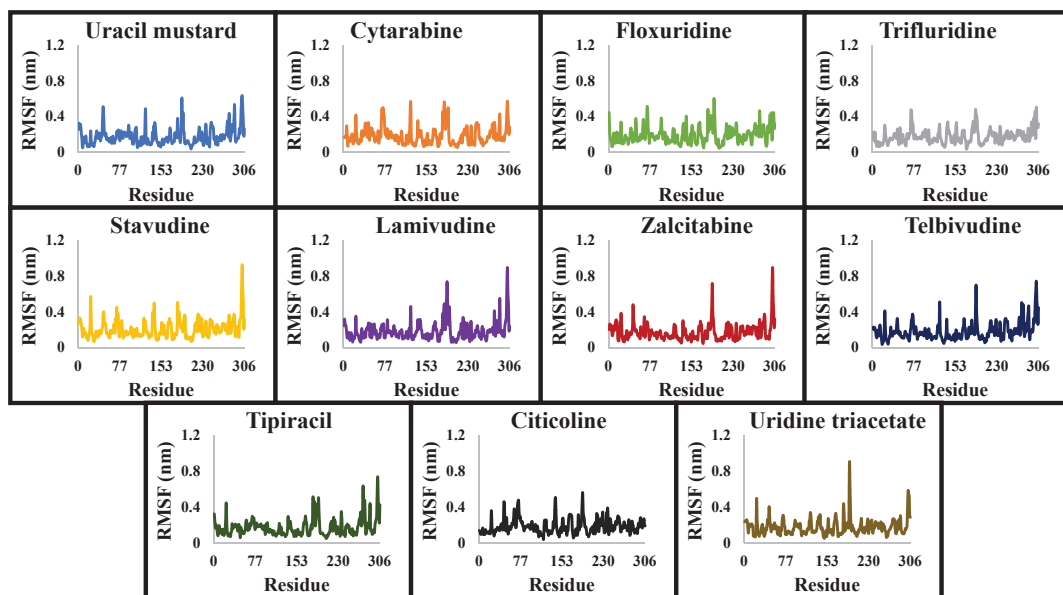 Uracil mustard
RMSF (nm)
1.2
0.8
0.4
0
0 77 153 230 306
Residue
Cytarabine
RMSF (nm)
1.2
0.8
0.4
0
0 77 153 230 306
Residue
Floxuridine
RMSF (nm)
1.2
0.8
0.4
0
0 77 153 230 306
Residue
Trifluridine
RMSF (nm)
1.2
0.8
0.4
0
0 77 153 230 306
Residue
Stavudine
RMSF (nm)
1.2
0.8
0.4
0
0 77 153 230 306
Residue
Lamivudine
RMSF (nm)
1.2
0.8
0.4
0
0 77 153 230 306
Residue
Zalcitabine
RMSF (nm)
1.2
0.8
0.4
0
0 77 153 230 306
Residue
Telbivudine
RMSF (nm)
1.2
0.8
0.4
0
0 77 153 230 306
Residue
Tipiracil
RMSF (nm)
1.2
0.8
0.4
0
0 77 153 230 306
Residue
Citicoline
RMSF (nm)
1.2
0.8
0.4
0
0 77 153 230 306
Residue
Uridine triacetate
RMSF (nm)
1.2
0.8
0.4
0
0 77 153 230 306
Residue